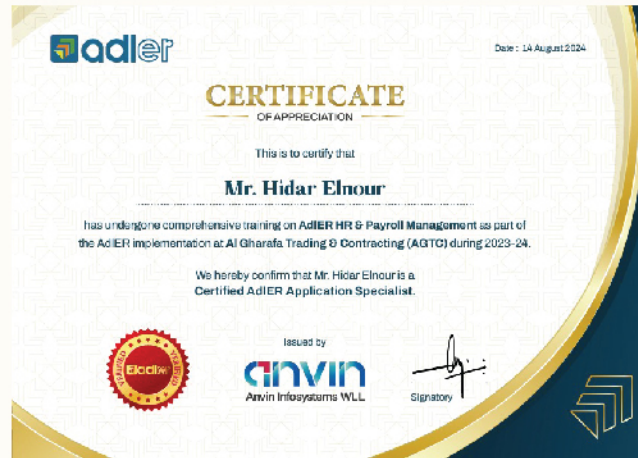 adler
Date : 14 August 2024
CERTIFICATE
OF APPRECIATION
This is to certify that
Mr. Hidar Elnour
has undergone comprehensive training on AdlER HR & Payroll Management as part of
the AdlER implementation at Al Gharafa Trading & Contracting (AGTC) during 2023-24.
We hereby confirm that Mr. Hidar Elnour is a
Certified AdlER Application Specialist.
VERIFIED
adler
VERIFIED
Issued by
anvin
Anvin Infosystems WLL
Signatory